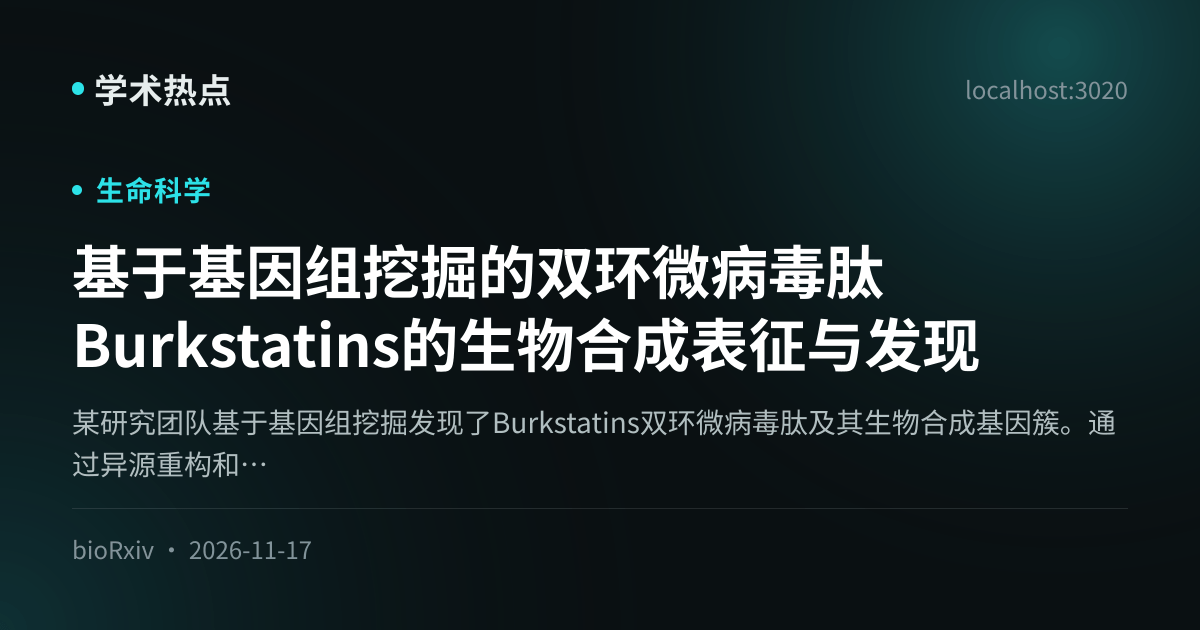 学术热点
localhost:3020
生命科学
基于基因组挖掘的双环微病毒肽
Burkstatins的生物合成表征与发现
某研究团队基于基因组挖掘发现了Burkstatins双环微病毒肽及其生物合成基因簇。通
过异源重构和…
bioRxiv · 2026-11-17